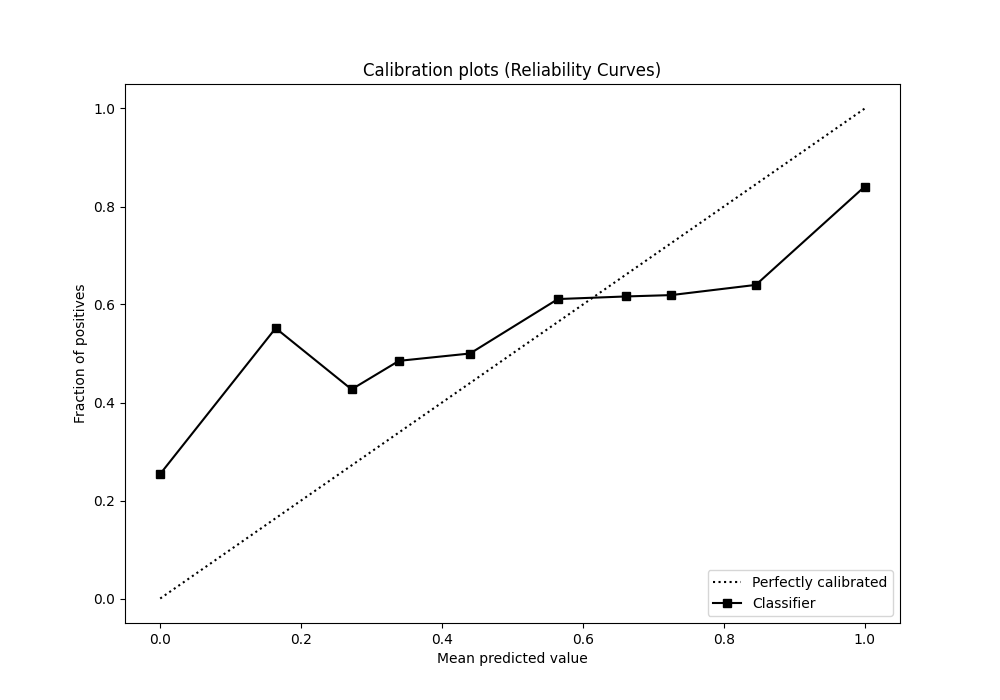 Calibration plots (Reliability Curves)
1.0
0.8
0.6
0.4
0.2
0.0
Fraction of positives
0.0 0.2 0.4 0.6 0.8 1.0
Mean predicted value
Perfectly calibrated
Classifier